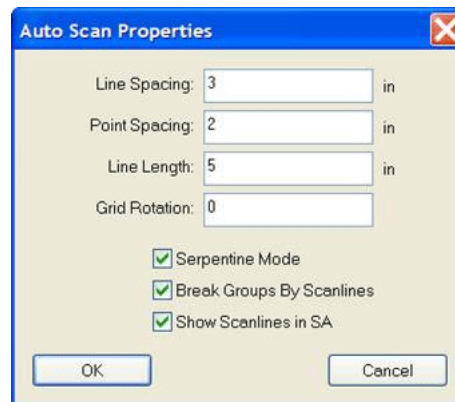 Auto Scan Properties
Line Spacing: 3 in
Point Spacing: 2 in
Line Length: 5 in
Grid Rotation: 0
Serpentine Mode
Break Groups By Scanlines
Show Scanlines in SA
OK Cancel